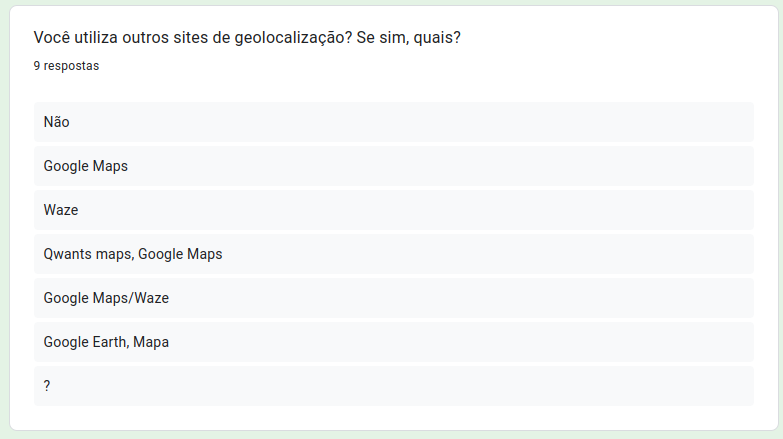 Você utiliza outros sites de geolocalização? Se sim, quais?
9 respostas
Não
Google Maps
Waze
Qwants maps, Google Maps
Google Maps/Waze
Google Earth, Mapa
?